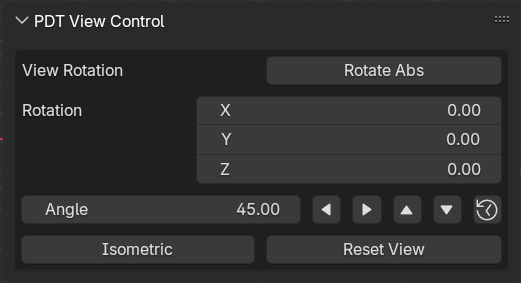 PDT View Control
View Rotation Rotate Abs
Rotation X 0.00
Y 0.00
Z 0.00
Angle 45.00
Isometric Reset View